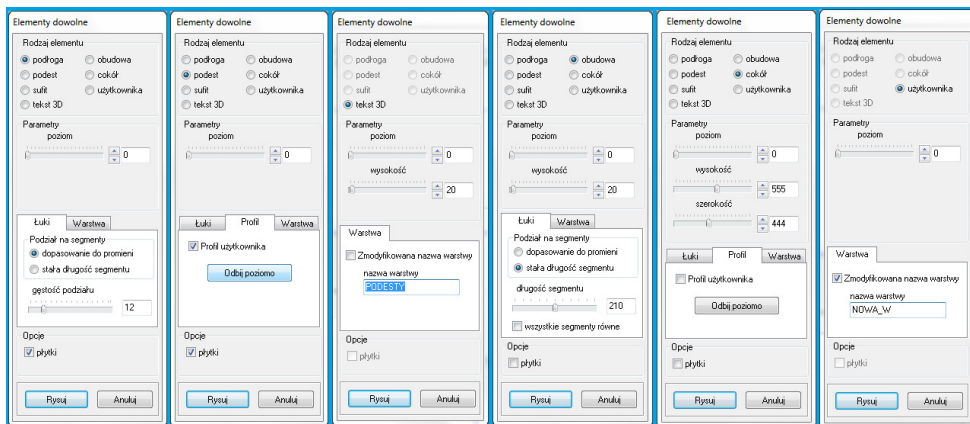 Elementy dowolne
Rodzaj elementu
podłoga obudowa
podest cokół
sufit użytkownika
tekst 3D
Parametry
poziom
0
Łuki Warstwa
Podział na segmenty
dopasowanie do promieni
stała długość segmentu
gęstość podziału
12
Opcje
płytki
Rysuj Anuluj
Elementy dowolne
Rodzaj elementu
podłoga obudowa
podest cokół
sufit użytkownika
tekst 3D
Parametry
poziom
0
Łuki Profil Warstwa
Profil użytkownika
Odbij poziomo
Opcje
płytki
Rysuj Anuluj
Elementy dowolne
Rodzaj elementu
podłoga obudowa
podest cokół
sufit użytkownika
tekst 3D
Parametry
poziom
0
wysokość
20
Warstwa
Zmodyfikowana nazwa warstwy
nazwa warstwy
PODESTY
Opcje
płytki
Rysuj Anuluj
Elementy dowolne
Rodzaj elementu
podłoga obudowa
podest cokół
sufit użytkownika
tekst 3D
Parametry
poziom
0
wysokość
20
Łuki Warstwa
Podział na segmenty
dopasowanie do promieni
stała długość segmentu
długość segmentu
210
wszystkie segmenty równe
Opcje
płytki
Rysuj Anuluj
Elementy dowolne
Rodzaj elementu
podłoga obudowa
podest cokół
sufit użytkownika
tekst 3D
Parametry
poziom
0
wysokość
555
szerokość
444
Łuki Profil Warstwa
Profil użytkownika
Odbij poziomo
Opcje
płytki
Rysuj Anuluj
Elementy dowolne
Rodzaj elementu
podłoga obudowa
podest cokół
sufit użytkownika
tekst 3D
Parametry
poziom
0
Warstwa
Zmodyfikowana nazwa warstwy
nazwa warstwy
NOWA_W
Opcje
płytki
Rysuj Anuluj